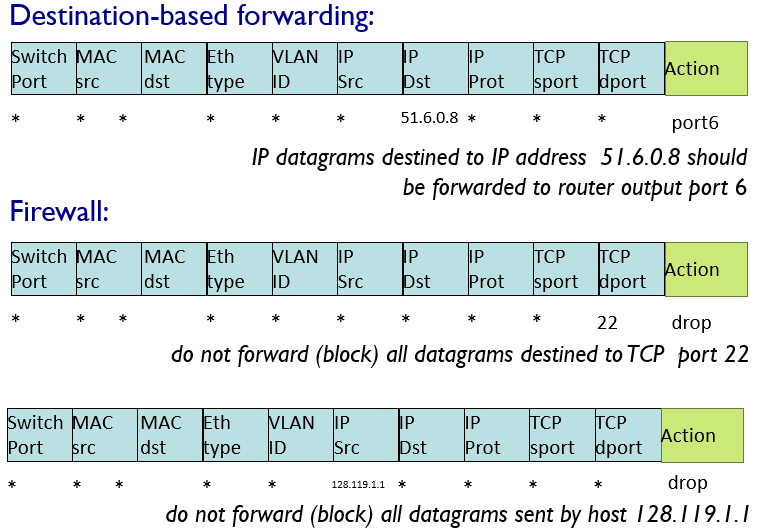 Destination-based forwarding:
Switch Port MAC src MAC dst Eth type VLAN ID IP Src IP Dst IP Prot TCP sport TCP dport Action
* * * * * * 51.6.0.8 * * * port6
IP datagrams destined to IP address 51.6.0.8 should
be forwarded to router output port 6
Firewall:
Switch Port MAC src MAC dst Eth type VLAN ID IP Src IP Dst IP Prot TCP sport TCP dport Action
* * * * * * * * * 22 drop
do not forward (block) all datagrams destined to TCP port 22
Switch Port MAC src MAC dst Eth type VLAN ID IP Src IP Dst IP Prot TCP sport TCP dport Action
* * * * * 128.119.1.1 * * * * drop
do not forward (block) all datagrams sent by host 128.119.1.1